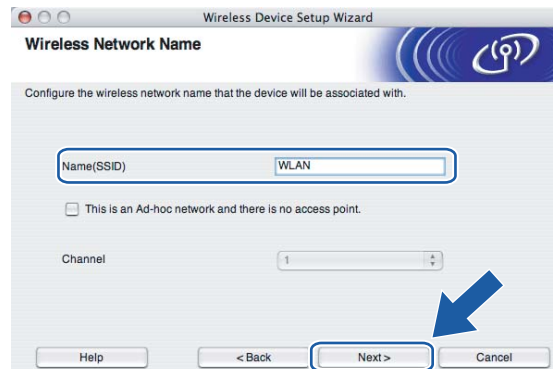 Wireless Device Setup Wizard
Wireless Network Name
Configure the wireless network name that the device will be associated with.
Name(SSID) WLAN
This is an Ad-hoc network and there is no access point.
Channel 1
Help < Back Next > Cancel